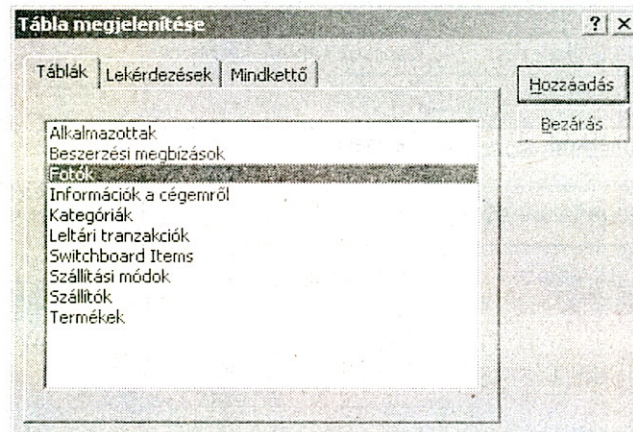 Tábla megjelenítése ? ×
Táblák Lekérdezések Mindkettő
Hozzáadás
Bezárás
Alkalmazottak
Beszerzési megbízások
Fotók
Információk a cégemről
Kategóriák
Leltári tranzakciók
Switchboard Items
Szállítási módok
Szállítók
Termékek